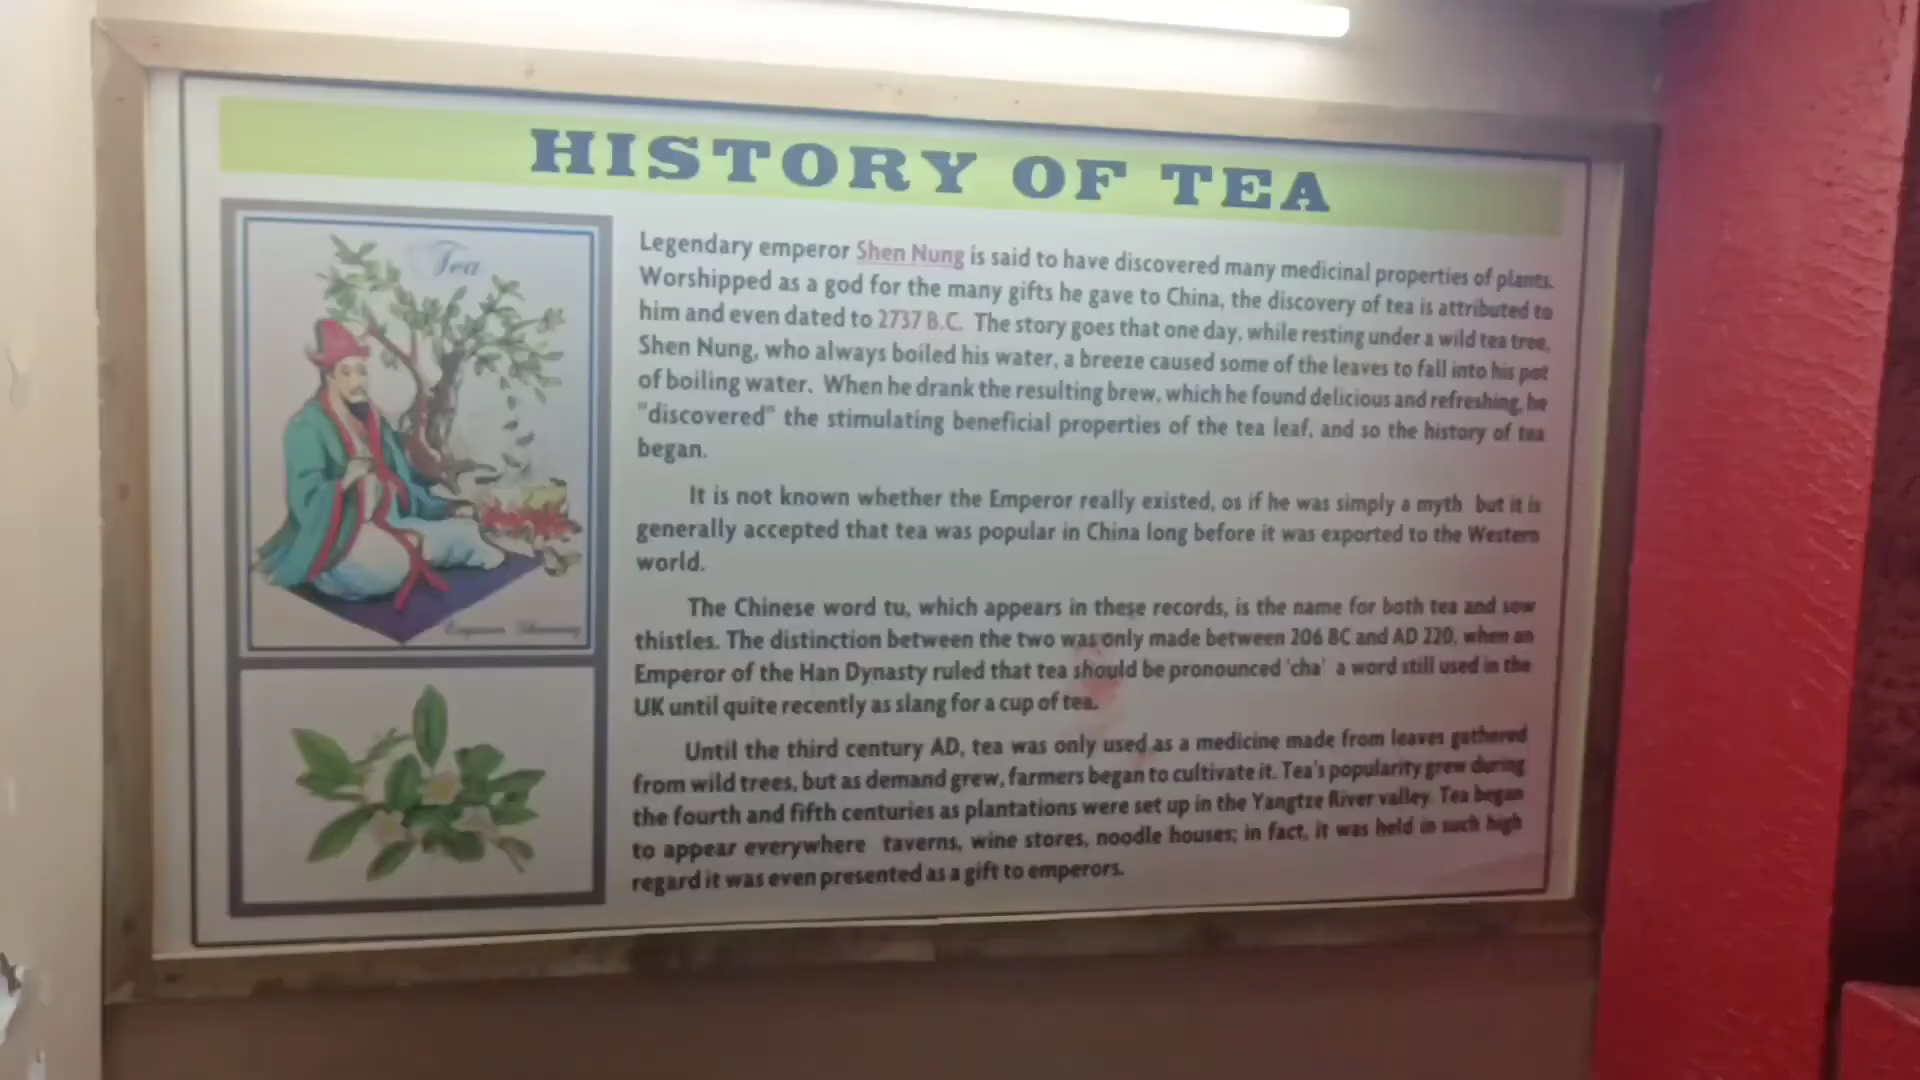 HISTORY OF TEA
Tea
Legendary emperor Shen Nung is said to have discovered many medicinal properties of plants.
Worshipped as a god for the many gifts he gave to China, the discovery of tea is attributed to
him and even dated to 2737 B.C. The story goes that one day, while resting under a wild tea tree,
Shen Nung, who always boiled his water, a breeze caused some of the leaves to fall into his pot
of boiling water. When he drank the resulting brew, which he found delicious and refreshing, he
"discovered" the stimulating beneficial properties of the tea leaf, and so the history of tea
began.
It is not known whether the Emperor really existed, os if he was simply a myth but it is
generally accepted that tea was popular in China long before it was exported to the Western
world.
The Chinese word tu, which appears in these records, is the name for both tea and sow
thistles. The distinction between the two was only made between 206 BC and AD 220, when an
Emperor of the Han Dynasty ruled that tea should be pronounced 'cha' a word still used in the
UK until quite recently as slang for a cup of tea.
Until the third century AD, tea was only used as a medicine made from leaves gathered
from wild trees, but as demand grew, farmers began to cultivate it. Tea's popularity grew during
the fourth and fifth centuries as plantations were set up in the Yangtze River valley. Tea began
to appear everywhere taverns, wine stores, noodle houses; in fact, it was held in such high
regard it was even presented as a gift to emperors.